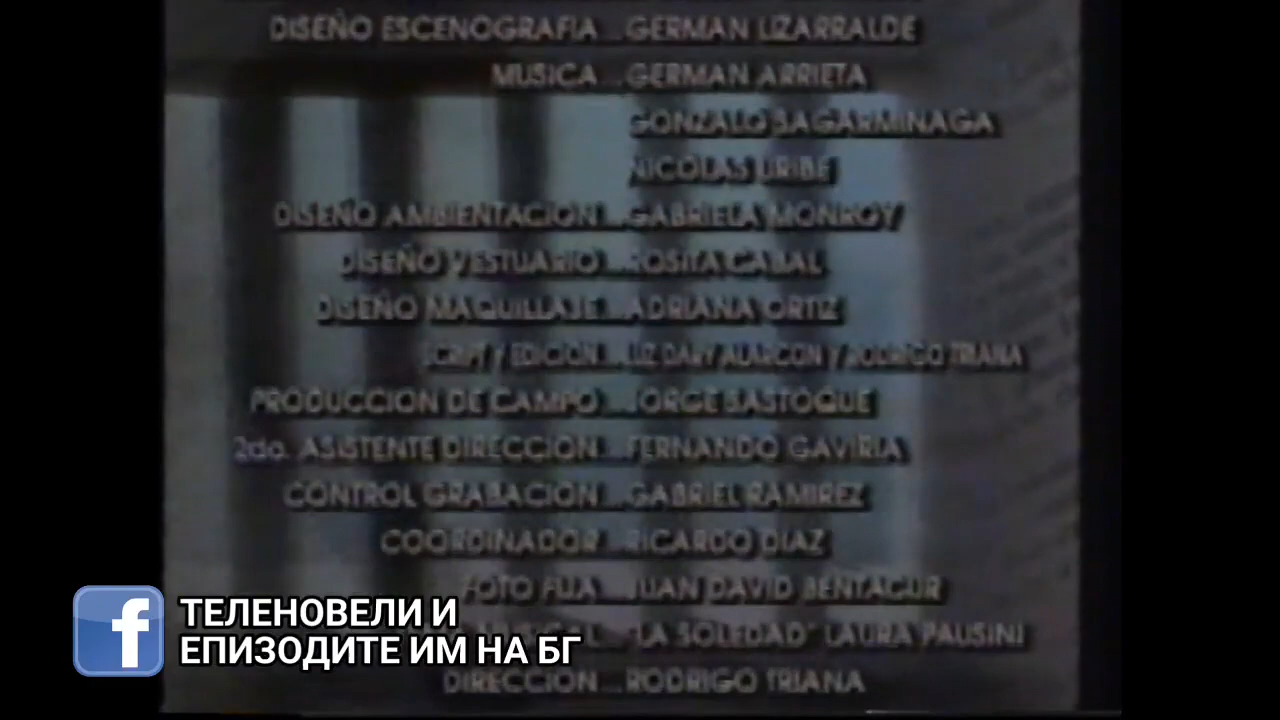 DISEÑO ESCENOGRAFIA...GERMAN LIZARRALDE
MUSICA...GERMAN ARRIETA
GONZALO SAGARMINAGA
NICOLAS URIBE
DISEÑO AMBIENTACION...GABRIELA MONROY
DISEÑO VESTUARIO...ROSITA CABAL
DISEÑO MAQUILLAJE...ADRIANA ORTIZ
SCRIPT Y EDICION...LUZ DARY ALARCON Y RODRIGO TRIANA
PRODUCCION DE CAMPO...JORGE SASTOQUE
2do. ASISTENTE DIRECCION...FERNANDO GAVIRIA
CONTROL GRABACION...GABRIEL RAMIREZ
COORDINADOR...RICARDO DIAZ
FOTO FIJA...JUAN DAVID BENTACUR
"LA SOLEDAD" LAURA PAUSINI
DIRECCION...RODRIGO TRIANA
f ТЕЛЕНОВЕЛИ И
ЕПИЗОДИТЕ ИМ НА БГ